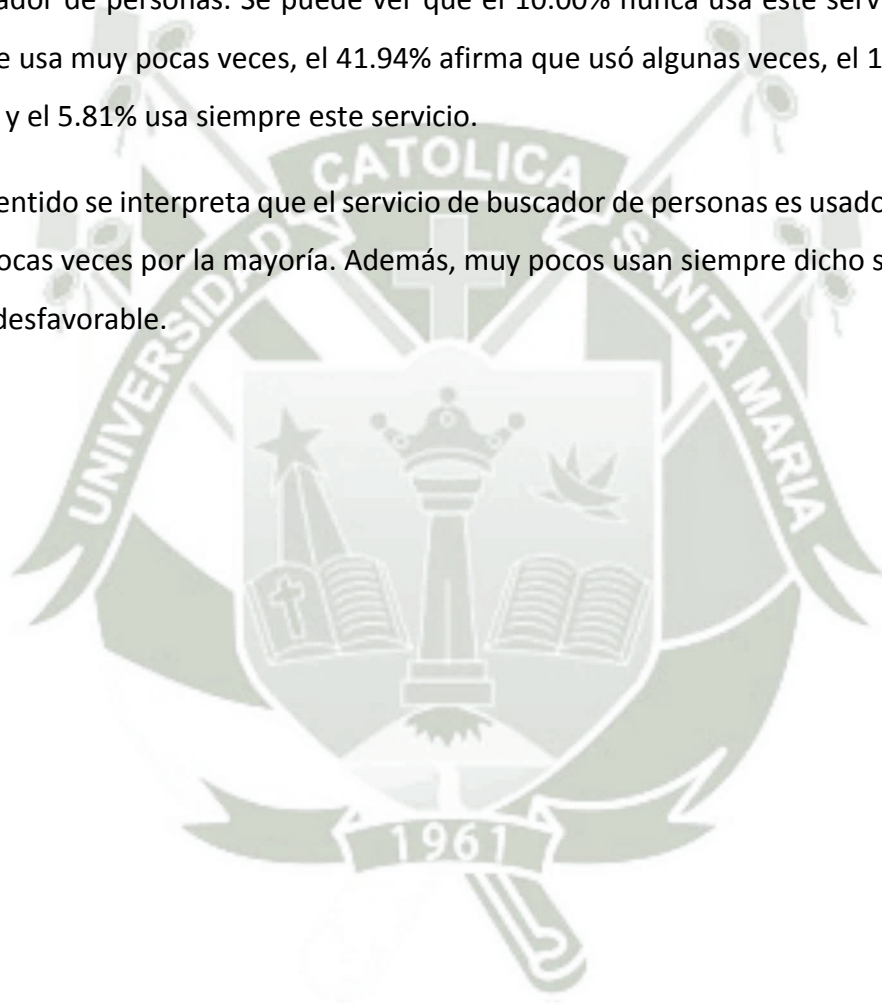 ador de personas. Se puede ver que el 10.00% nunca usa este serv
e usa muy pocas veces, el 41.94% afirma que usó algunas veces, el 1
y el 5.81% usa siempre este servicio.
entido se interpreta que el servicio de buscador de personas es usado
ocas veces por la mayoría. Además, muy pocos usan siempre dicho s
desfavorable.
UNIVERSIDAD CATOLICA SANTA MARIA
1961